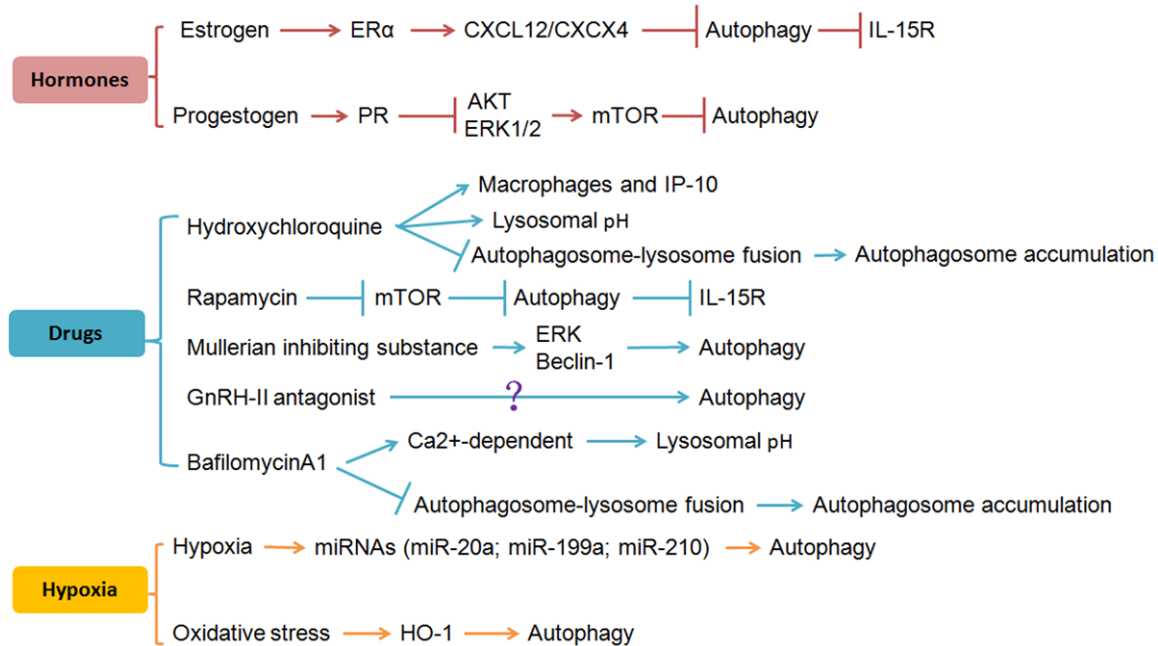 Hormones
Estrogen ERα CXCL12/CXCX4 Autophagy IL-15R
Progestogen PR AKT ERK1/2 mTOR Autophagy
Drugs
Hydroxychloroquine
Macrophages and IP-10
Lysosomal pH
Autophagosome-lysosome fusion Autophagosome accumulation
Rapamycin mTOR Autophagy IL-15R
Mullerian inhibiting substance ERK Beclin-1 Autophagy
GnRH-II antagonist ? Autophagy
BafilomycinA1
Ca2+-dependent Lysosomal pH
Autophagosome-lysosome fusion Autophagosome accumulation
Hypoxia
Hypoxia miRNAs (miR-20a; miR-199a; miR-210) Autophagy
Oxidative stress HO-1 Autophagy